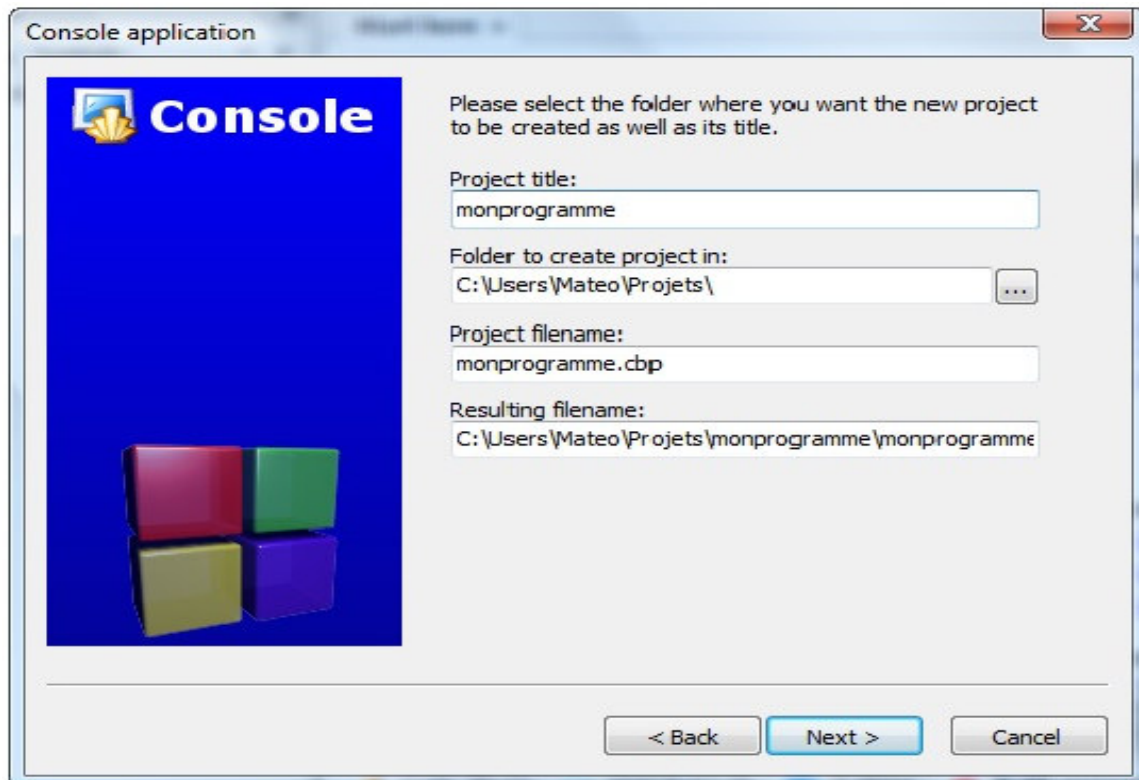 Console application
Console
Please select the folder where you want the new project
to be created as well as its title.
Project title:
monprogramme
Folder to create project in:
C:\Users\Mateo\Projets\
...
Project filename:
monprogramme.cbp
Resulting filename:
C:\Users\Mateo\Projets\monprogramme\monprogramme
< Back
Next >
Cancel